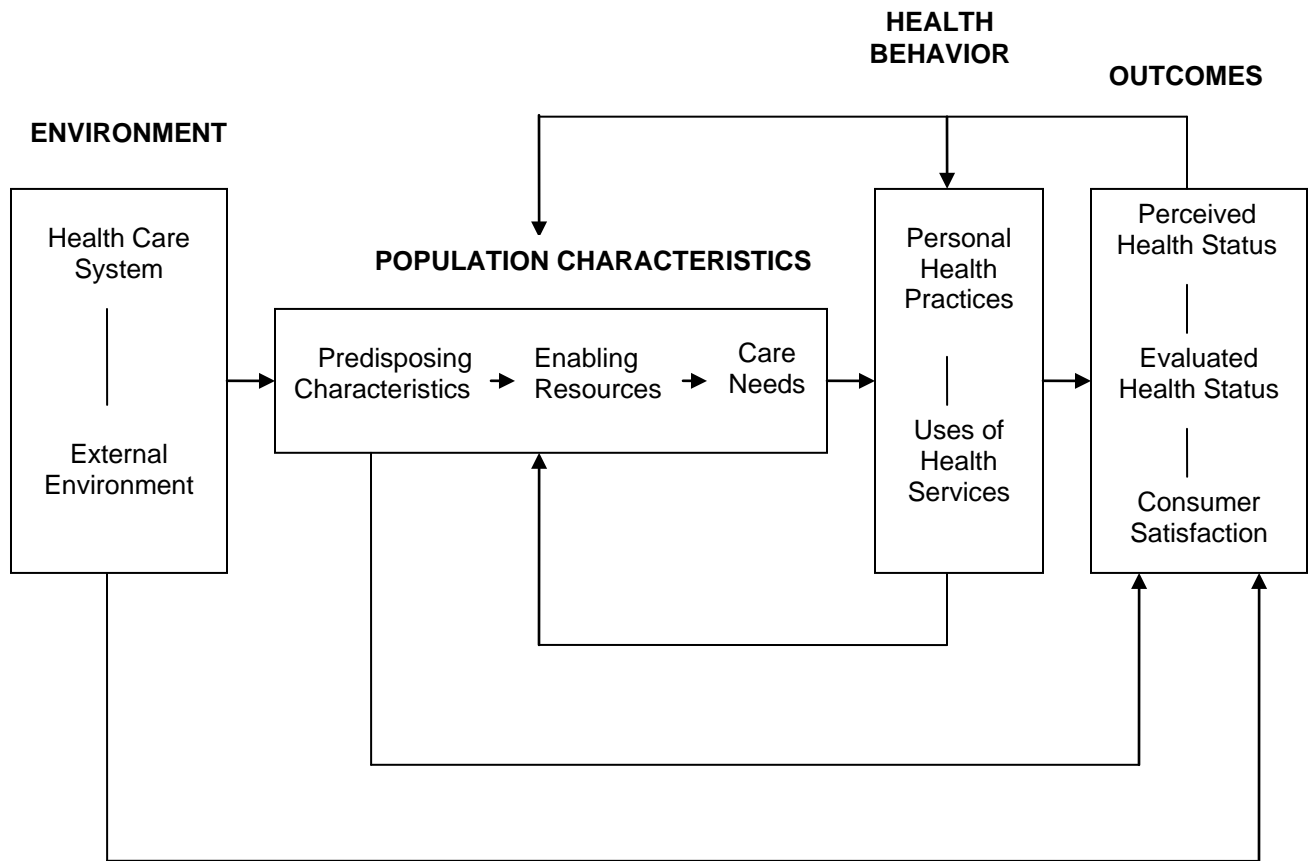 HEALTH
BEHAVIOR
OUTCOMES
ENVIRONMENT
Health Care
System
External
Environment
POPULATION CHARACTERISTICS
Predisposing
Characteristics
Enabling
Resources
Care
Needs
Personal
Health
Practices
Uses of
Health
Services
Perceived
Health Status
Evaluated
Health Status
Consumer
Satisfaction